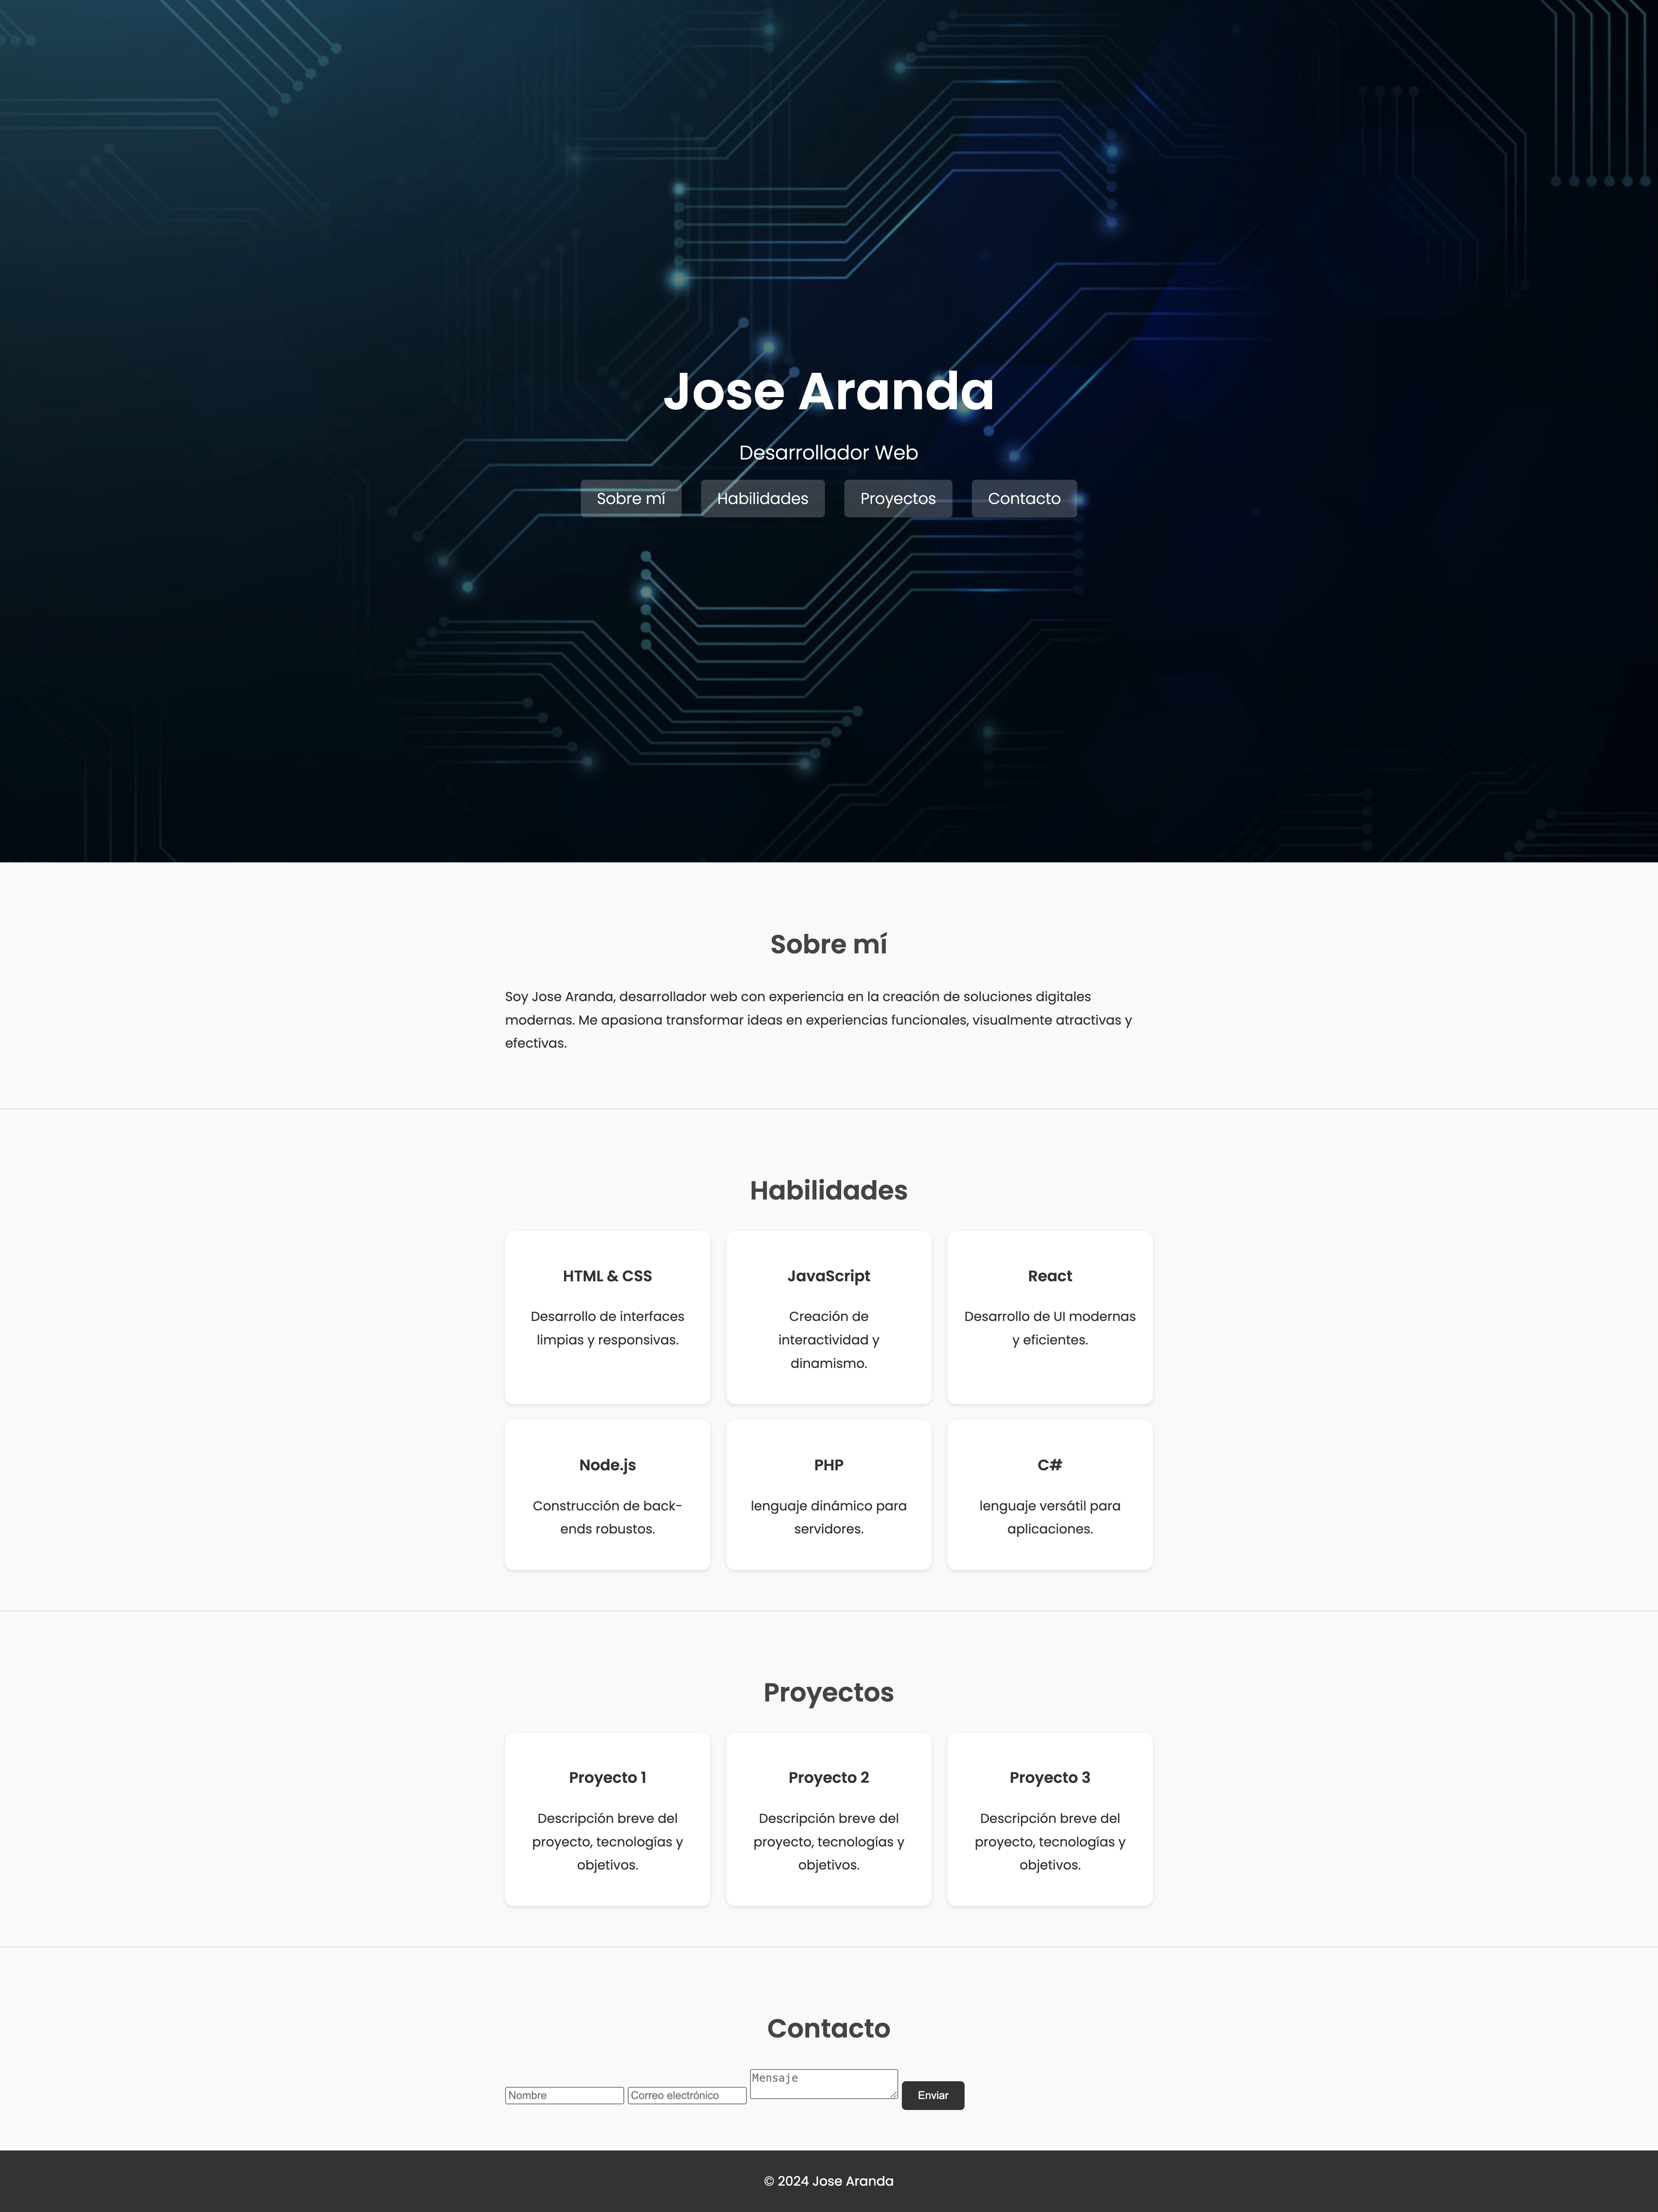 Jose Aranda
Desarrollador Web
Sobre mí
Habilidades
Proyectos
Contacto
Sobre mí
Soy Jose Aranda, desarrollador web con experiencia en la creación de soluciones digitales
modernas. Me apasiona transformar ideas en experiencias funcionales, visualmente atractivas y
efectivas.
Habilidades
HTML & CSS
Desarrollo de interfaces
limpias y responsivas.
JavaScript
Creación de
interactividad y
dinamismo.
React
Desarrollo de UI modernas
y eficientes.
Node.js
Construcción de back-
ends robustos.
PHP
lenguaje dinámico para
servidores.
C#
lenguaje versátil para
aplicaciones.
Proyectos
Proyecto 1
Descripción breve del
proyecto, tecnologías y
objetivos.
Proyecto 2
Descripción breve del
proyecto, tecnologías y
objetivos.
Proyecto 3
Descripción breve del
proyecto, tecnologías y
objetivos.
Contacto
Nombre
Correo electrónico
Mensaje
Enviar
© 2024 Jose Aranda